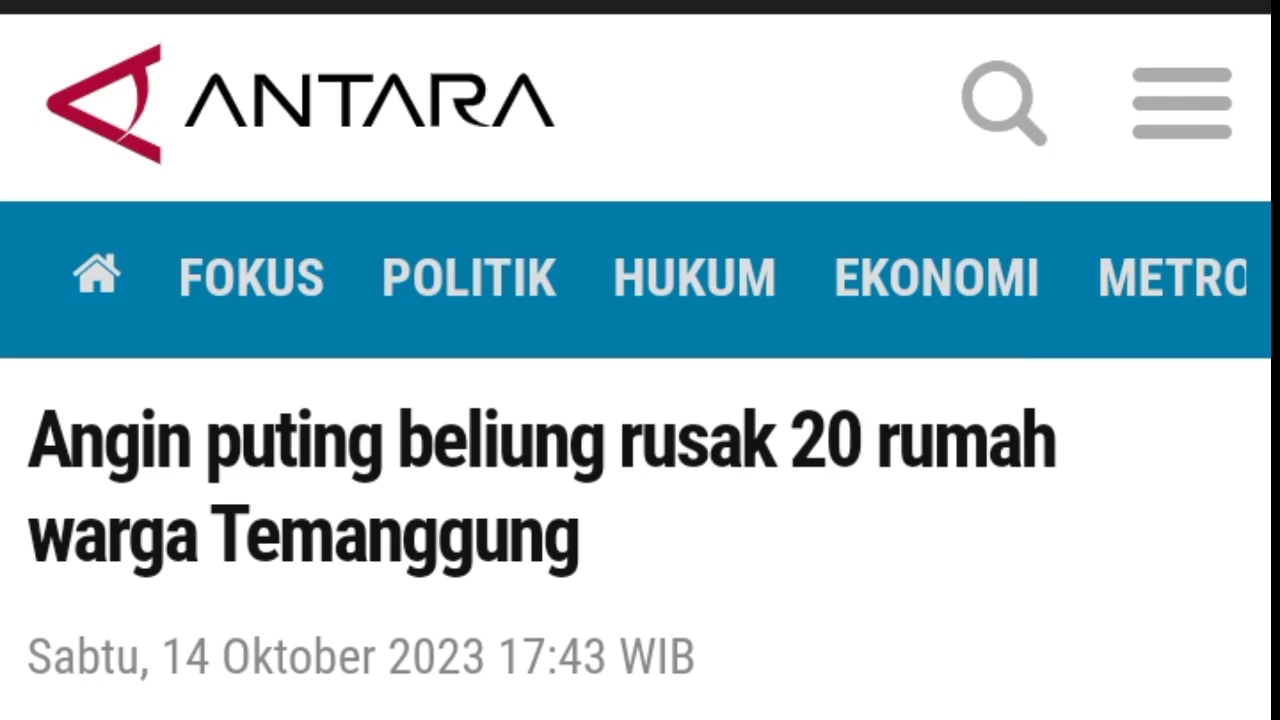 ANTARA
FOKUS POLITIK HUKUM EKONOMI METRO
Angin puting beliung rusak 20 rumah
warga Temanggung
Sabtu, 14 Oktober 2023 17:43 WIB